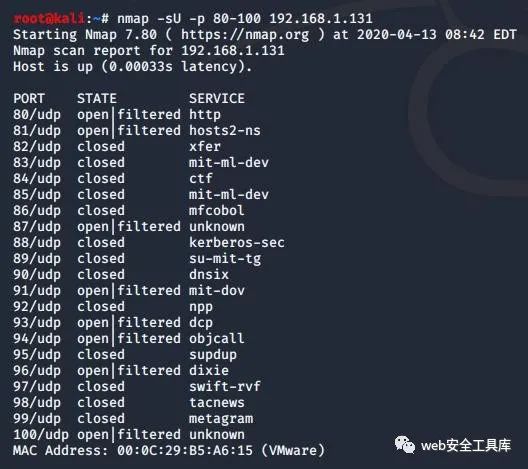 root@kali:~# nmap -sU -p 80-100 192.168.1.131
Starting Nmap 7.80 ( https://nmap.org ) at 2020-04-13 08:42 EDT
Nmap scan report for 192.168.1.131
Host is up (0.00033s latency).

PORT    STATE         SERVICE
80/udp  open|filtered http
81/udp  open|filtered hosts2-ns
82/udp  closed        xfer
83/udp  closed        mit-ml-dev
84/udp  closed        ctf
85/udp  closed        mit-ml-dev
86/udp  closed        mfcobol
87/udp  open|filtered unknown
88/udp  closed        kerberos-sec
89/udp  closed        su-mit-tg
90/udp  closed        dnsix
91/udp  open|filtered mit-dov
92/udp  closed        npp
93/udp  open|filtered dcp
94/udp  open|filtered objcall
95/udp  closed        supdup
96/udp  open|filtered dixie
97/udp  closed        swift-rvf
98/udp  closed        tacnews
99/udp  closed        metagram
100/udp open|filtered unknown
MAC Address: 00:0C:29:B5:A6:15 (VMware)
web安全工具库